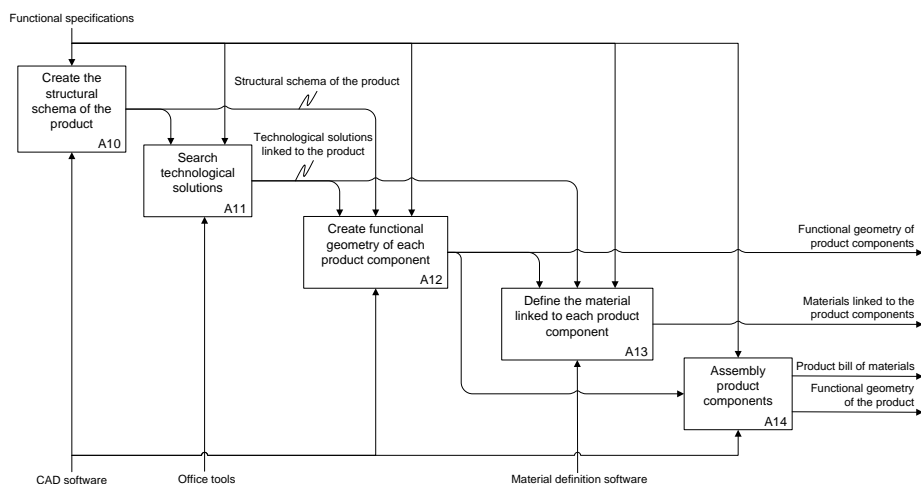 Functional specifications
Create the
structural
schema of the
product
A10
Structural schema of the product
Search
technological
solutions
A11
Technological solutions
linked to the product
Create functional
geometry of each
product component
A12
Functional geometry of
product components
Define the material
linked to each product
component
A13
Materials linked to the
product components
Assembly
product
components
A14
Product bill of materials
Functional geometry
of the product
CAD software
Office tools
Material definition software